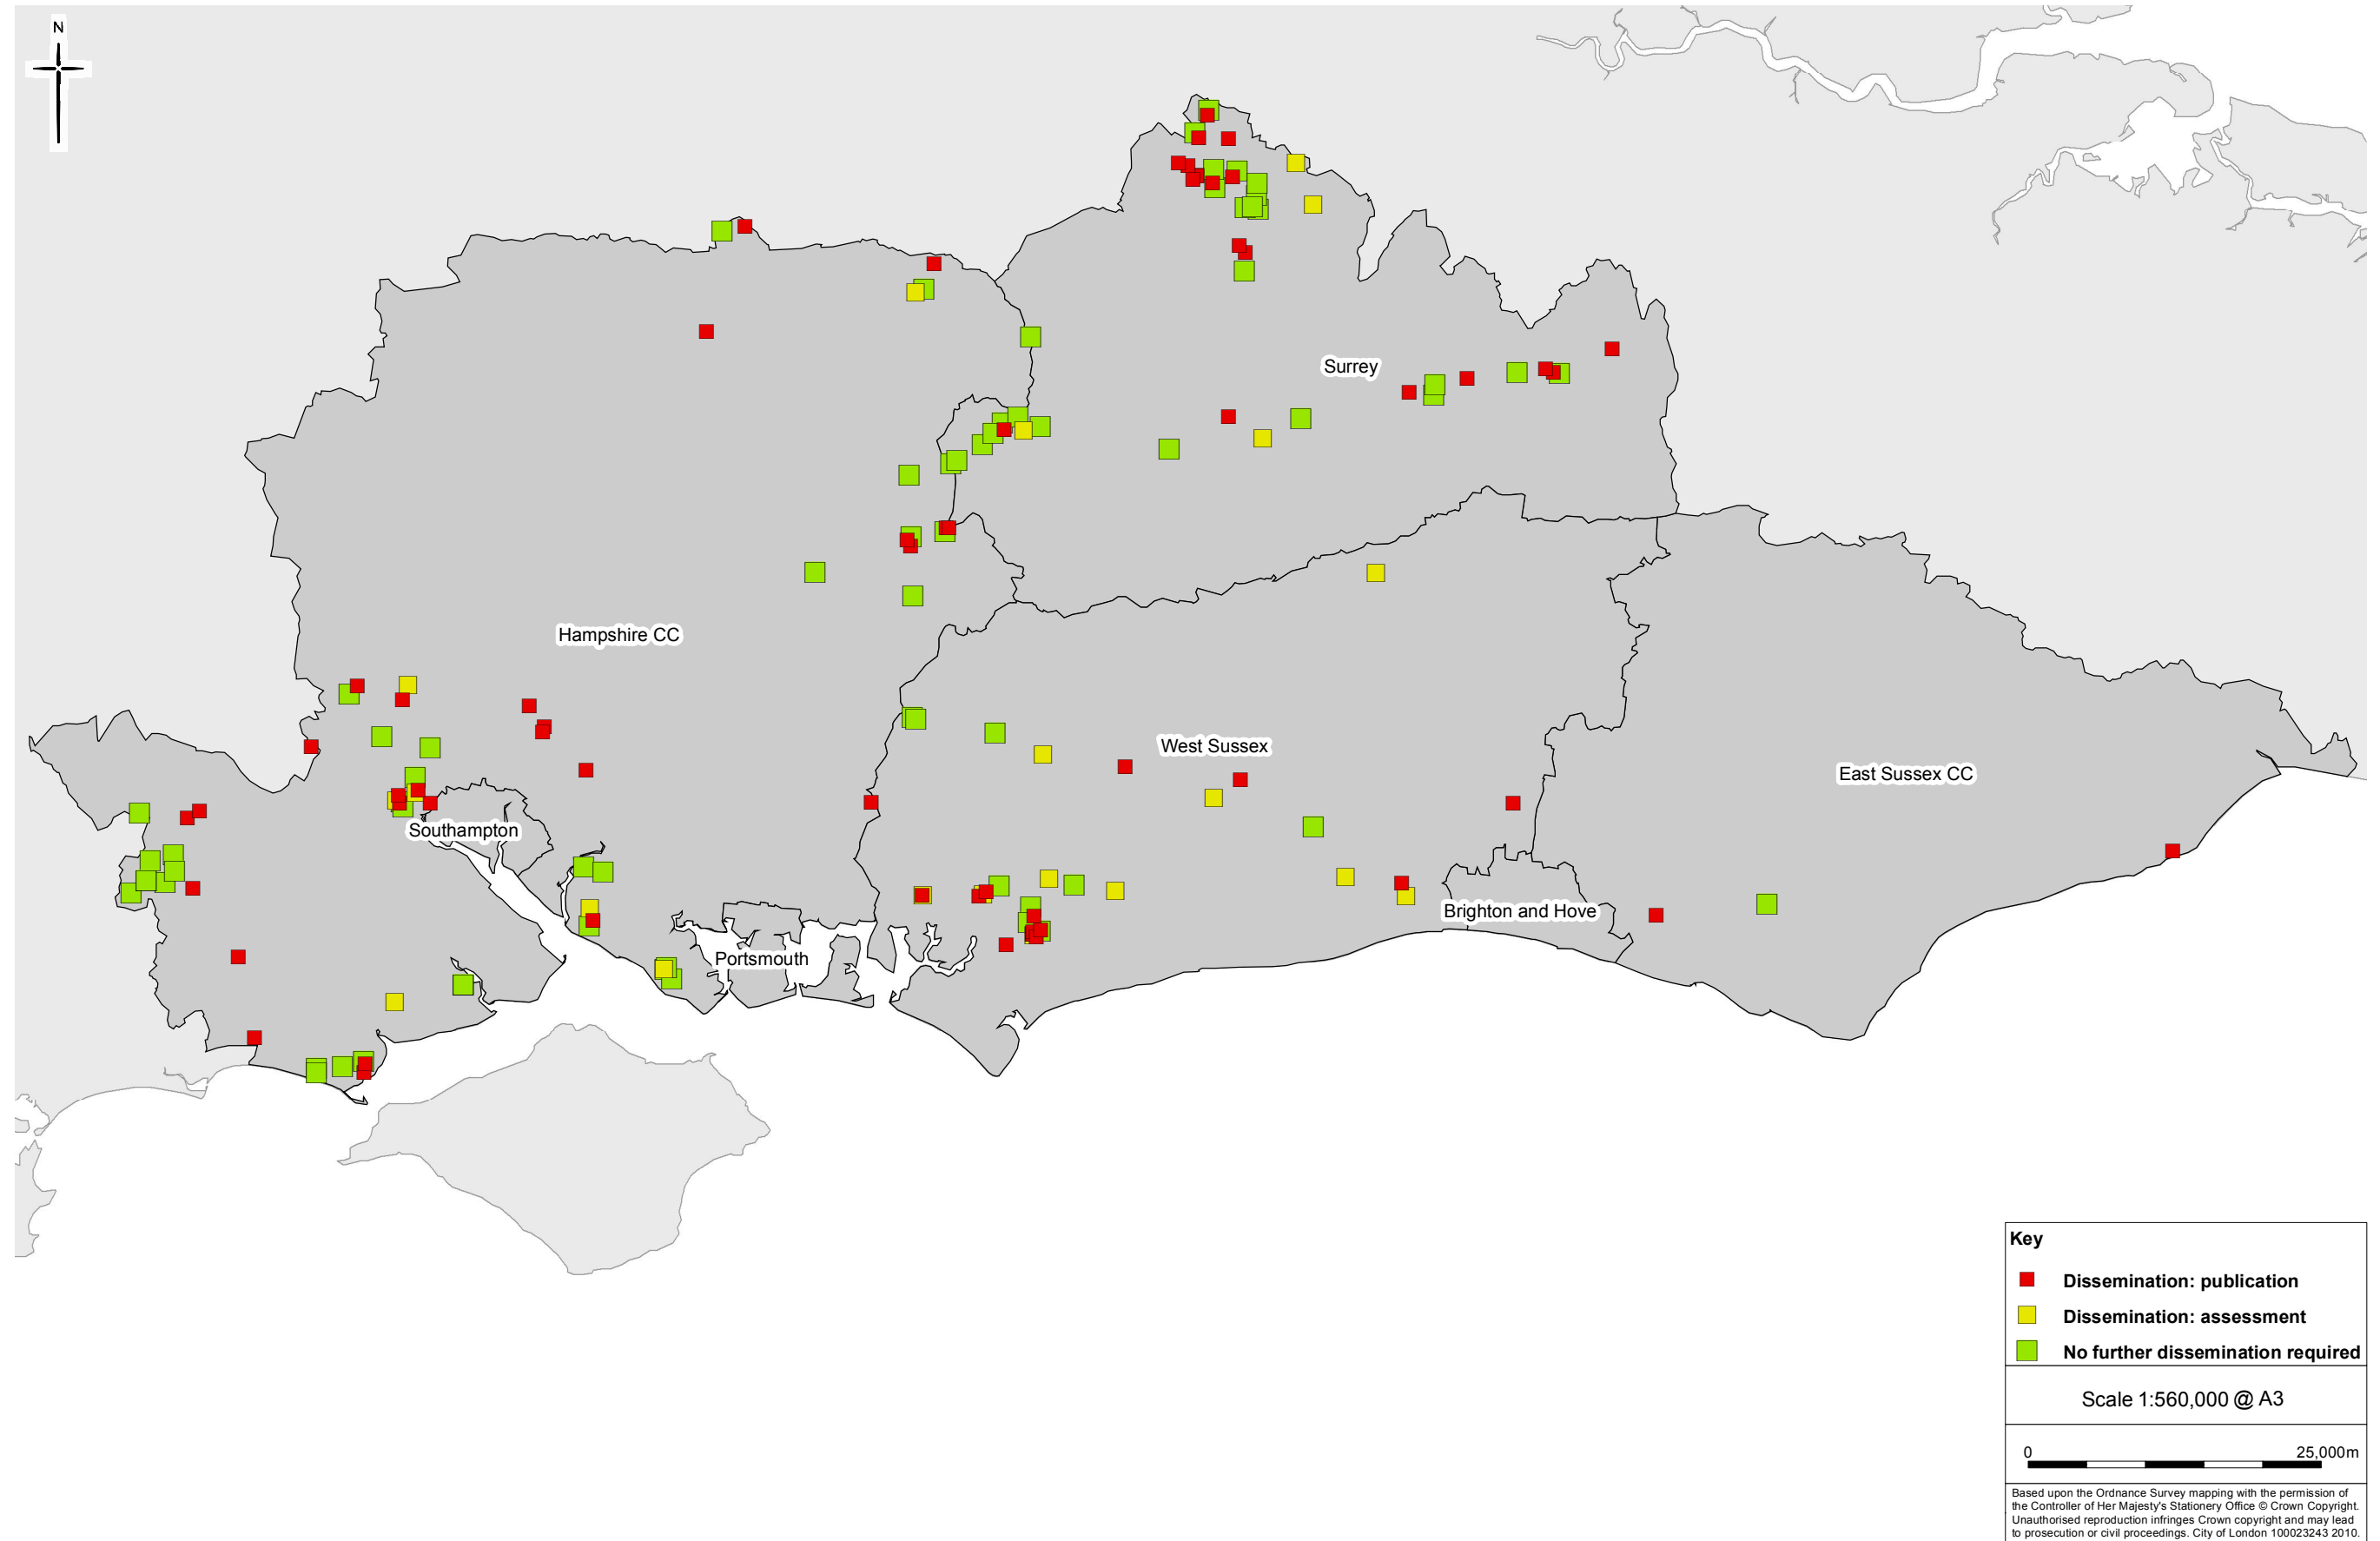 N
Surrey
Hampshire CC
West Sussex
East Sussex CC
Southampton
Brighton and Hove
Portsmouth
Key
Dissemination: publication
Dissemination: assessment
No further dissemination required
Scale 1:560,000 @ A3
0 25,000m
Based upon the Ordnance Survey mapping with the permission of
the Controller of Her Majesty's Stationery Office © Crown Copyright.
Unauthorised reproduction infringes Crown copyright and may lead
to prosecution or civil proceedings. City of London 100023243 2010.